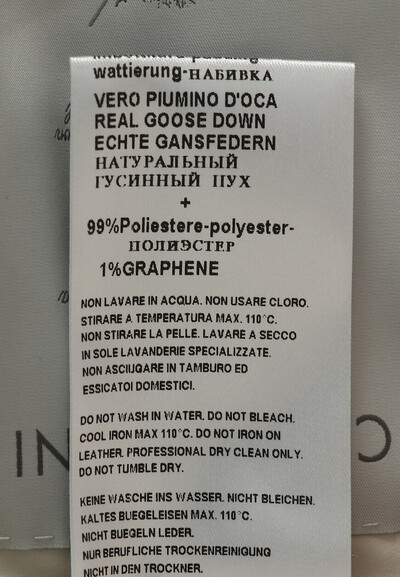 wattierung-НАБИВКА
VERO PIUMINO D'OCA
REAL GOOSE DOWN
ECHTE GANSFEDERN
НАТУРАЛЬНЫЙ
ГУСИННЫЙ ПУХ
+
99%Poliestere-polyester-
ПОЛИЭСТЕР
1%GRAPHENE
NON LAVARE IN ACQUA. NON USARE CLORO.
STIRARE A TEMPERATURA MAX. 110°C.
NON STIRARE LA PELLE. LAVARE A SECCO
IN SOLE LAVANDERIE SPECIALIZZATE.
NON ASCIUGARE IN TAMBURO ED
ESSICATOI DOMESTICI.
DO NOT WASH IN WATER. DO NOT BLEACH.
COOL IRON MAX 110°C. DO NOT IRON ON
LEATHER. PROFESSIONAL DRY CLEAN ONLY.
DO NOT TUMBLE DRY.
KEINE WASCHE INS WASSER. NICHT BLEICHEN.
KALTES BUEGELEISEN MAX. 110°C.
NICHT BUEGELN LEDER.
NUR BERUFLICHE TROCKENREINIGUNG
NICHT IN DEN TROCKNER.